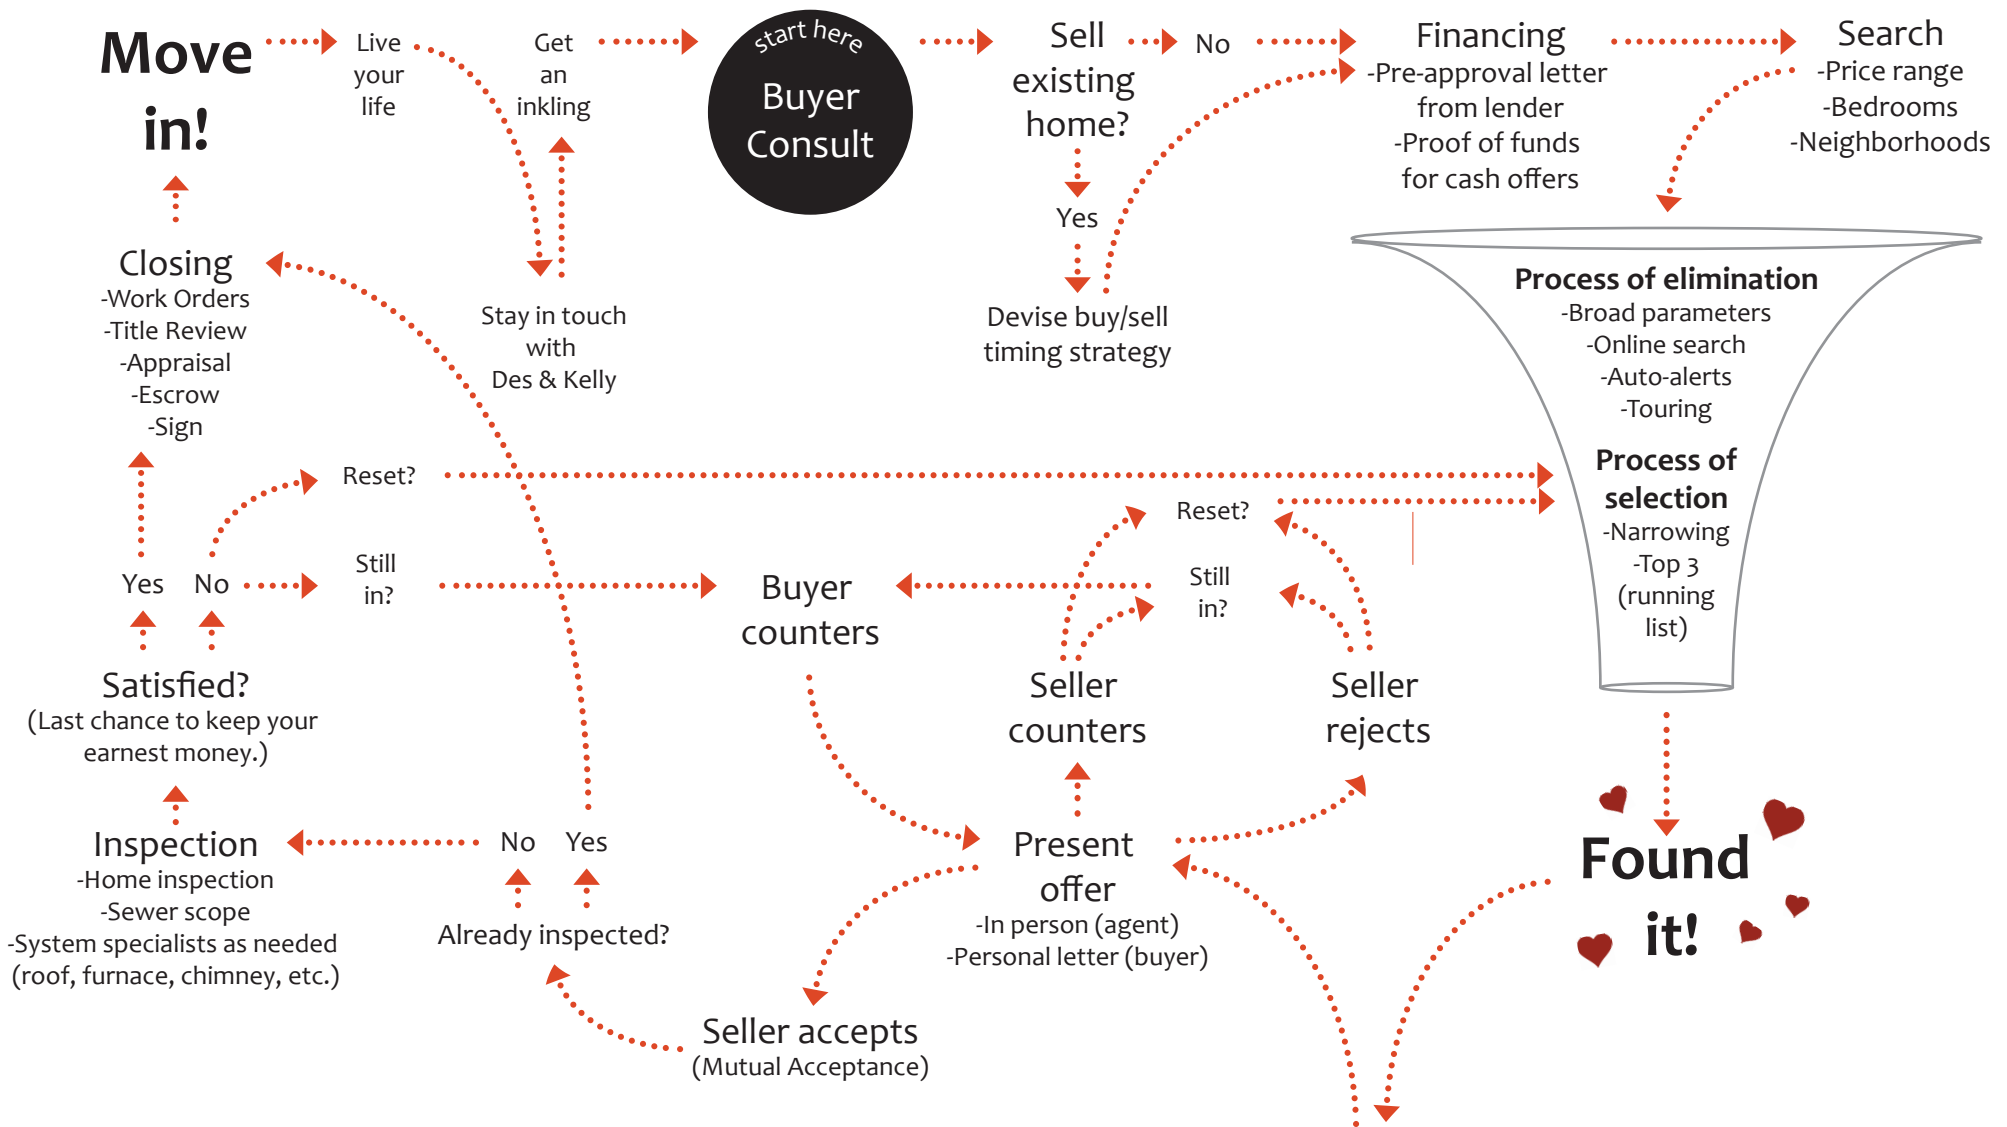 Move
in!
Live
your
life
Get
an
inkling
start here
Buyer
Consult
Sell
existing
home?
No
Financing
-Pre-approval letter
from lender
-Proof of funds
for cash offers
Search
-Price range
-Bedrooms
-Neighborhoods
Yes
Devise buy/sell
timing strategy
Stay in touch
with
Des & Kelly
Closing
-Work Orders
-Title Review
-Appraisal
-Escrow
-Sign
Process of elimination
-Broad parameters
-Online search
-Auto-alerts
-Touring
Process of
selection
-Narrowing
-Top 3
(running
list)
Reset?
Reset?
Yes
No
Still
in?
Buyer
counters
Still
in?
Satisfied?
(Last chance to keep your
earnest money.)
Seller
counters
Seller
rejects
Inspection
-Home inspection
-Sewer scope
-System specialists as needed
(roof, furnace, chimney, etc.)
No
Yes
Already inspected?
Present
offer
-In person (agent)
-Personal letter (buyer)
Found
it!
Seller accepts
(Mutual Acceptance)